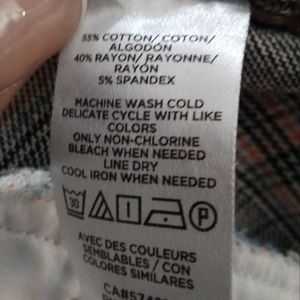 55% COTTON/ COTON/
ALGODÓN
40% RAYON/ RAYONNE/
RAYÓN
5% SPANDEX
MACHINE WASH COLD
DELICATE CYCLE WITH LIKE
COLORS
ONLY NON-CHLORINE
BLEACH WHEN NEEDED
LINE DRY
COOL IRON WHEN NEEDED
30 P
AVEC DES COULEURS
SEMBLABLES / CON
COLORES SIMILARES